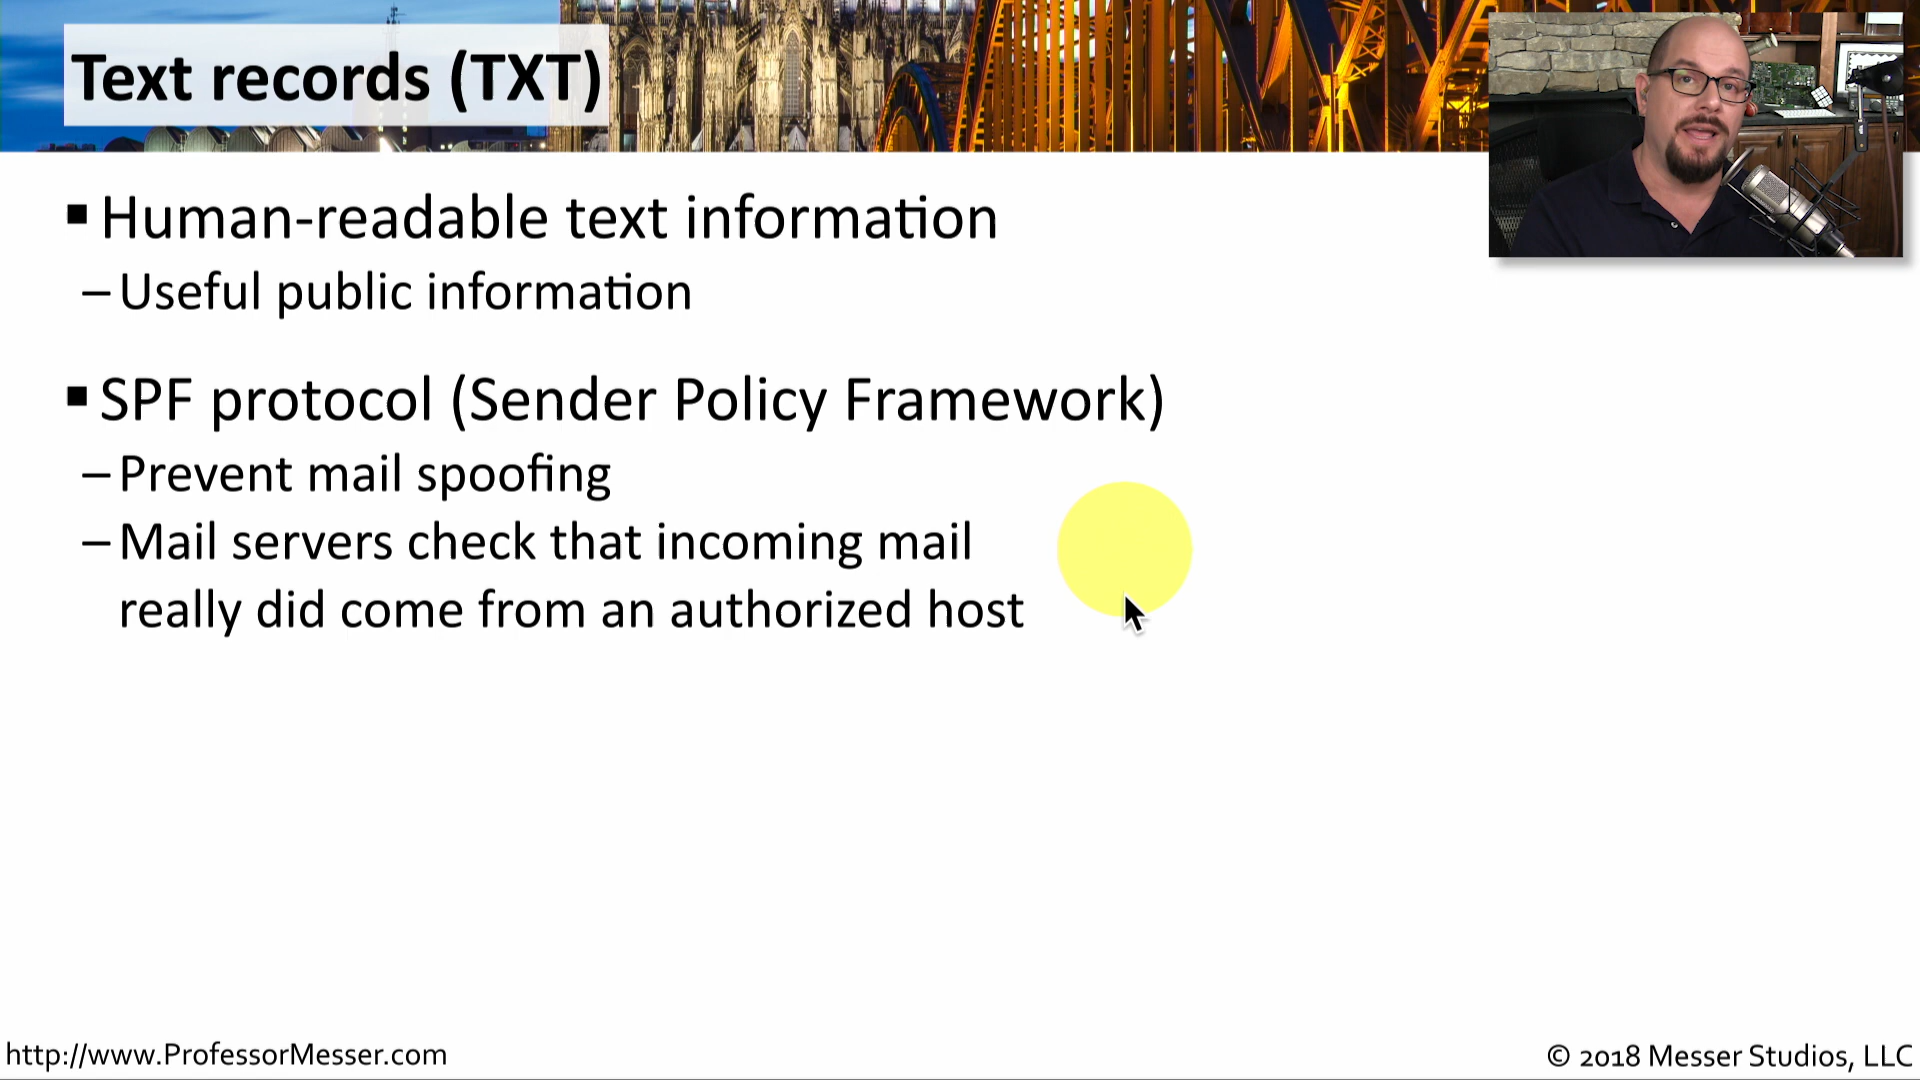 Text records (TXT)
▪ Human-readable text information
– Useful public information
▪ SPF protocol (Sender Policy Framework)
– Prevent mail spoofing
– Mail servers check that incoming mail
really did come from an authorized host
http://www.ProfessorMesser.com
© 2018 Messer Studios, LLC